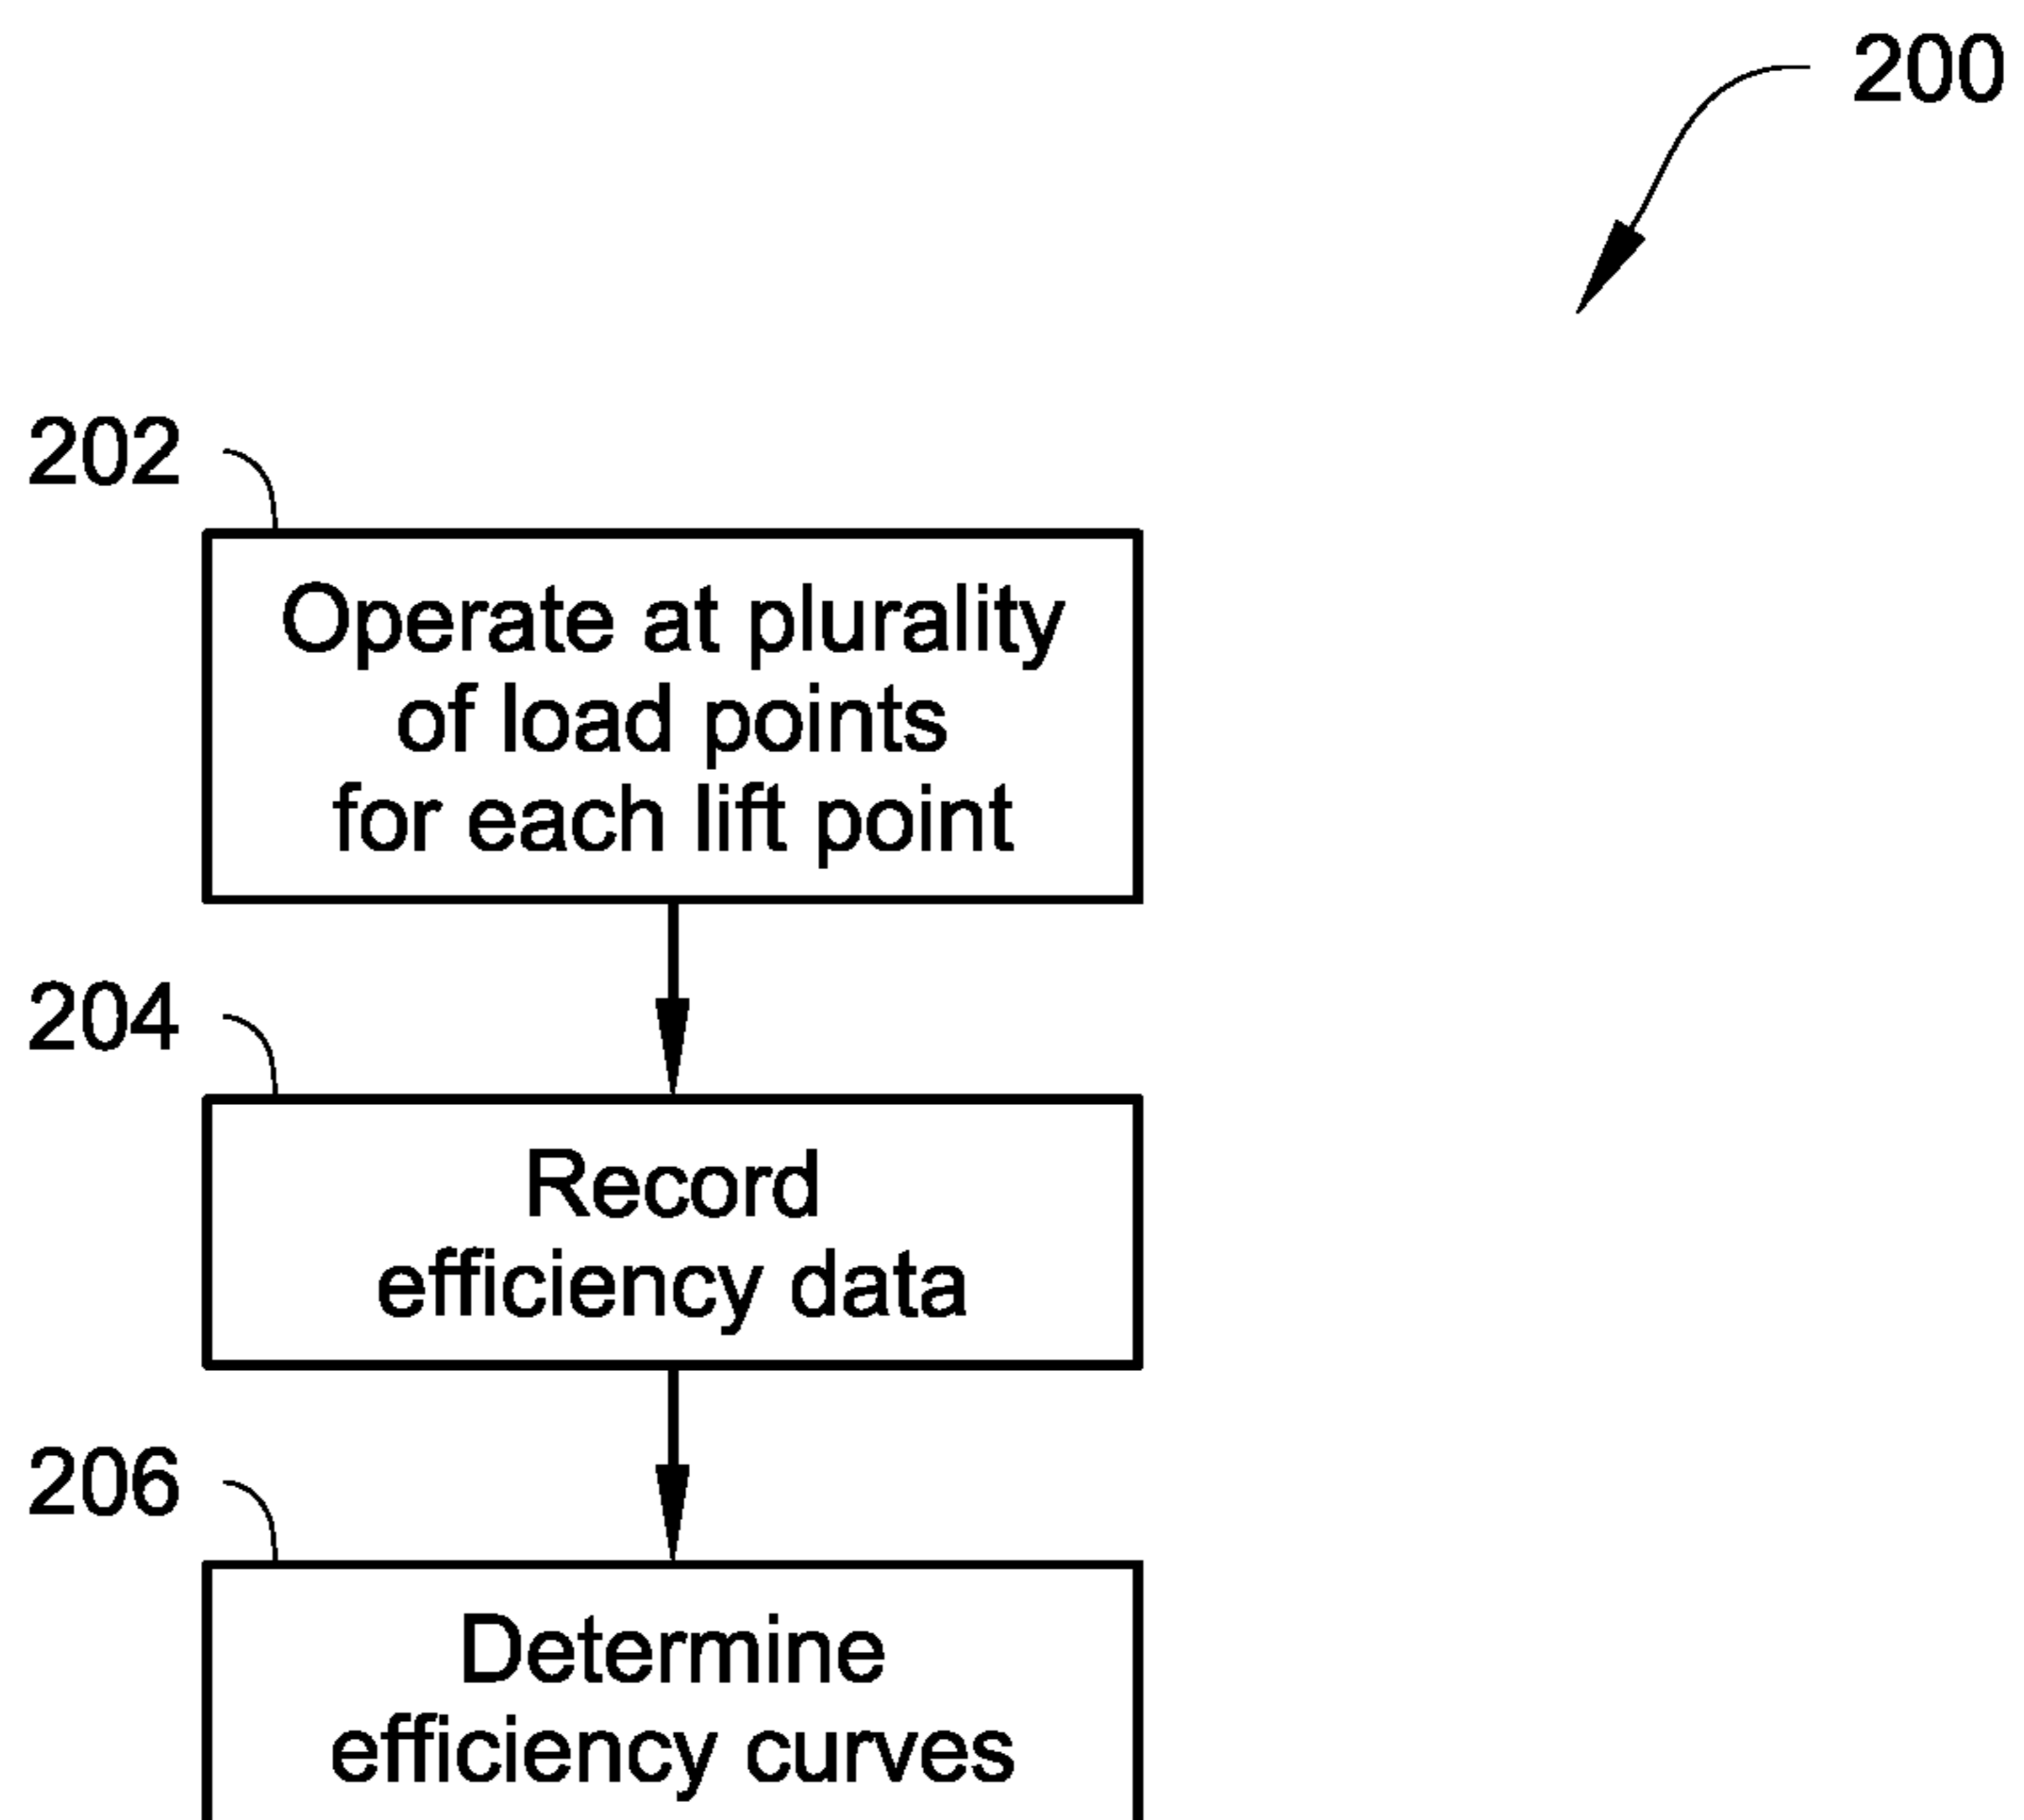 200
202
Operate at plurality
of load points
for each lift point
204
Record
efficiency data
206
Determine
efficiency curves